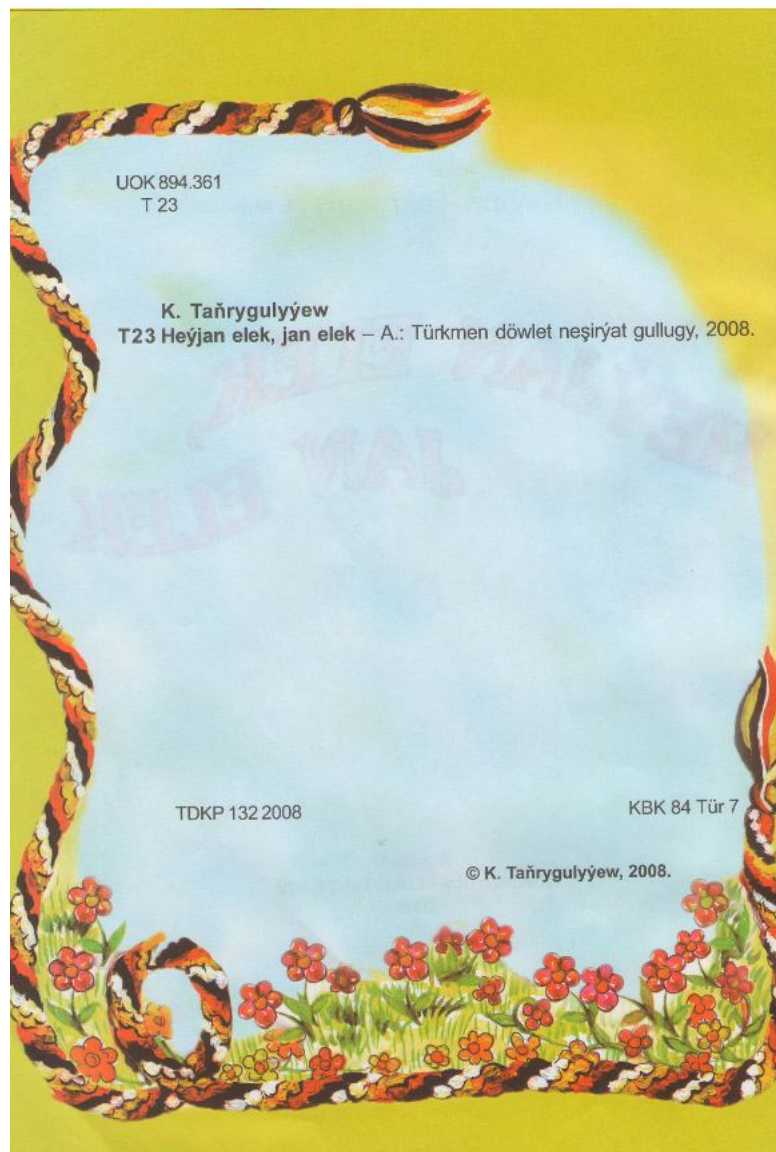 UOK 894.361
T 23
K. Taňrygulyýew
T23 Heýjan elek, jan elek – A.: Türkmen döwlet neşirýat gullugy, 2008.
TDKP 132 2008
KBK 84 Tür 7
© K. Taňrygulyýew, 2008.